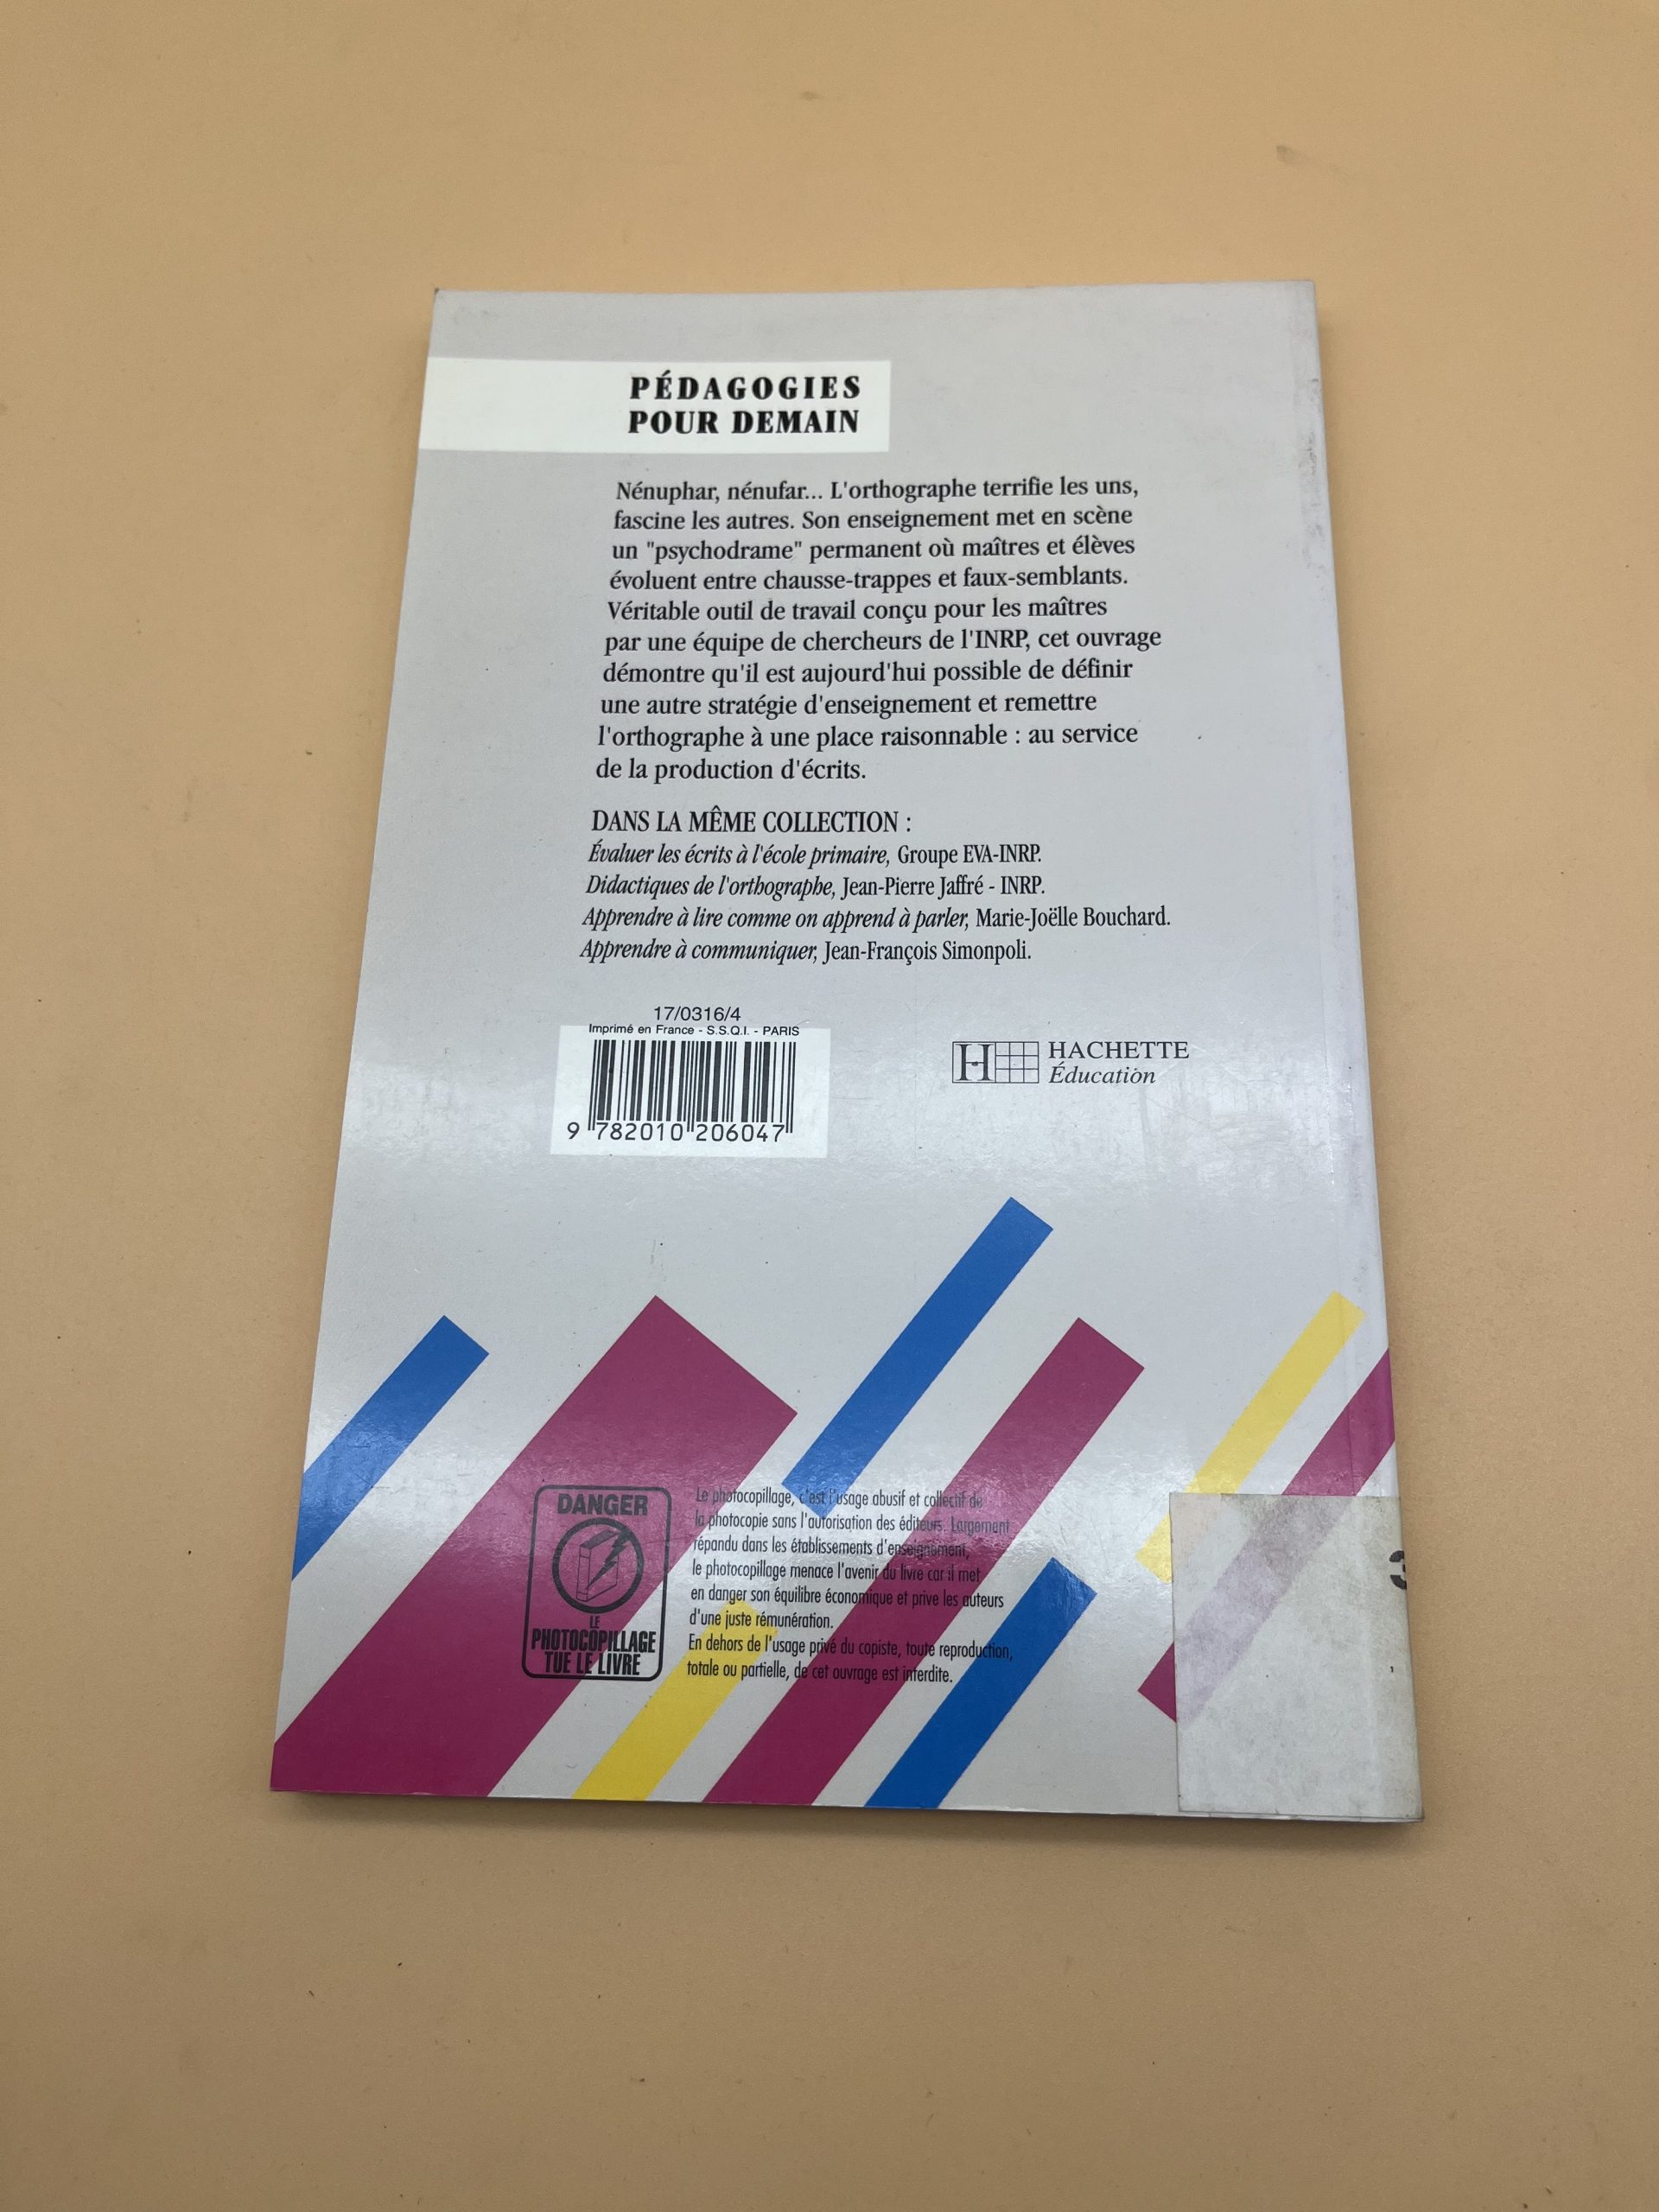 PÉDAGOGIES
POUR DEMAIN
Nénuphar, nénufar... L'orthographe terrifie les uns,
fascine les autres. Son enseignement met en scène
un "psychodrame" permanent où maîtres et élèves
évoluent entre chausse-trappes et faux-semblants.
Véritable outil de travail conçu pour les maîtres
par une équipe de chercheurs de l'INRP, cet ouvrage
démontre qu'il est aujourd'hui possible de définir
une autre stratégie d'enseignement et remettre
l'orthographe à une place raisonnable : au service
de la production d'écrits.
DANS LA MÊME COLLECTION :
Évaluer les écrits à l'école primaire, Groupe EVA-INRP.
Didactiques de l'orthographe, Jean-Pierre Jaffré - INRP.
Apprendre à lire comme on apprend à parler, Marie-Joëlle Bouchard.
Apprendre à communiquer, Jean-François Simonpoli.
17/0316/4
Imprimé en France - S.S.Q.I. - PARIS
9 782010 206047
H HACHETTE
Éducation
DANGER
LE
PHOTOCOPILLAGE
TUE LE LIVRE
Le photocopillage, c'est l'usage abusif et collectif de
la photocopie sans l'autorisation des éditeurs. Largement
répandu dans les établissements d'enseignement,
le photocopillage menace l'avenir du livre car il met
en danger son équilibre économique et prive les auteurs
d'une juste rémunération.
En dehors de l'usage privé du copiste, toute reproduction,
totale ou partielle, de cet ouvrage est interdite.
3